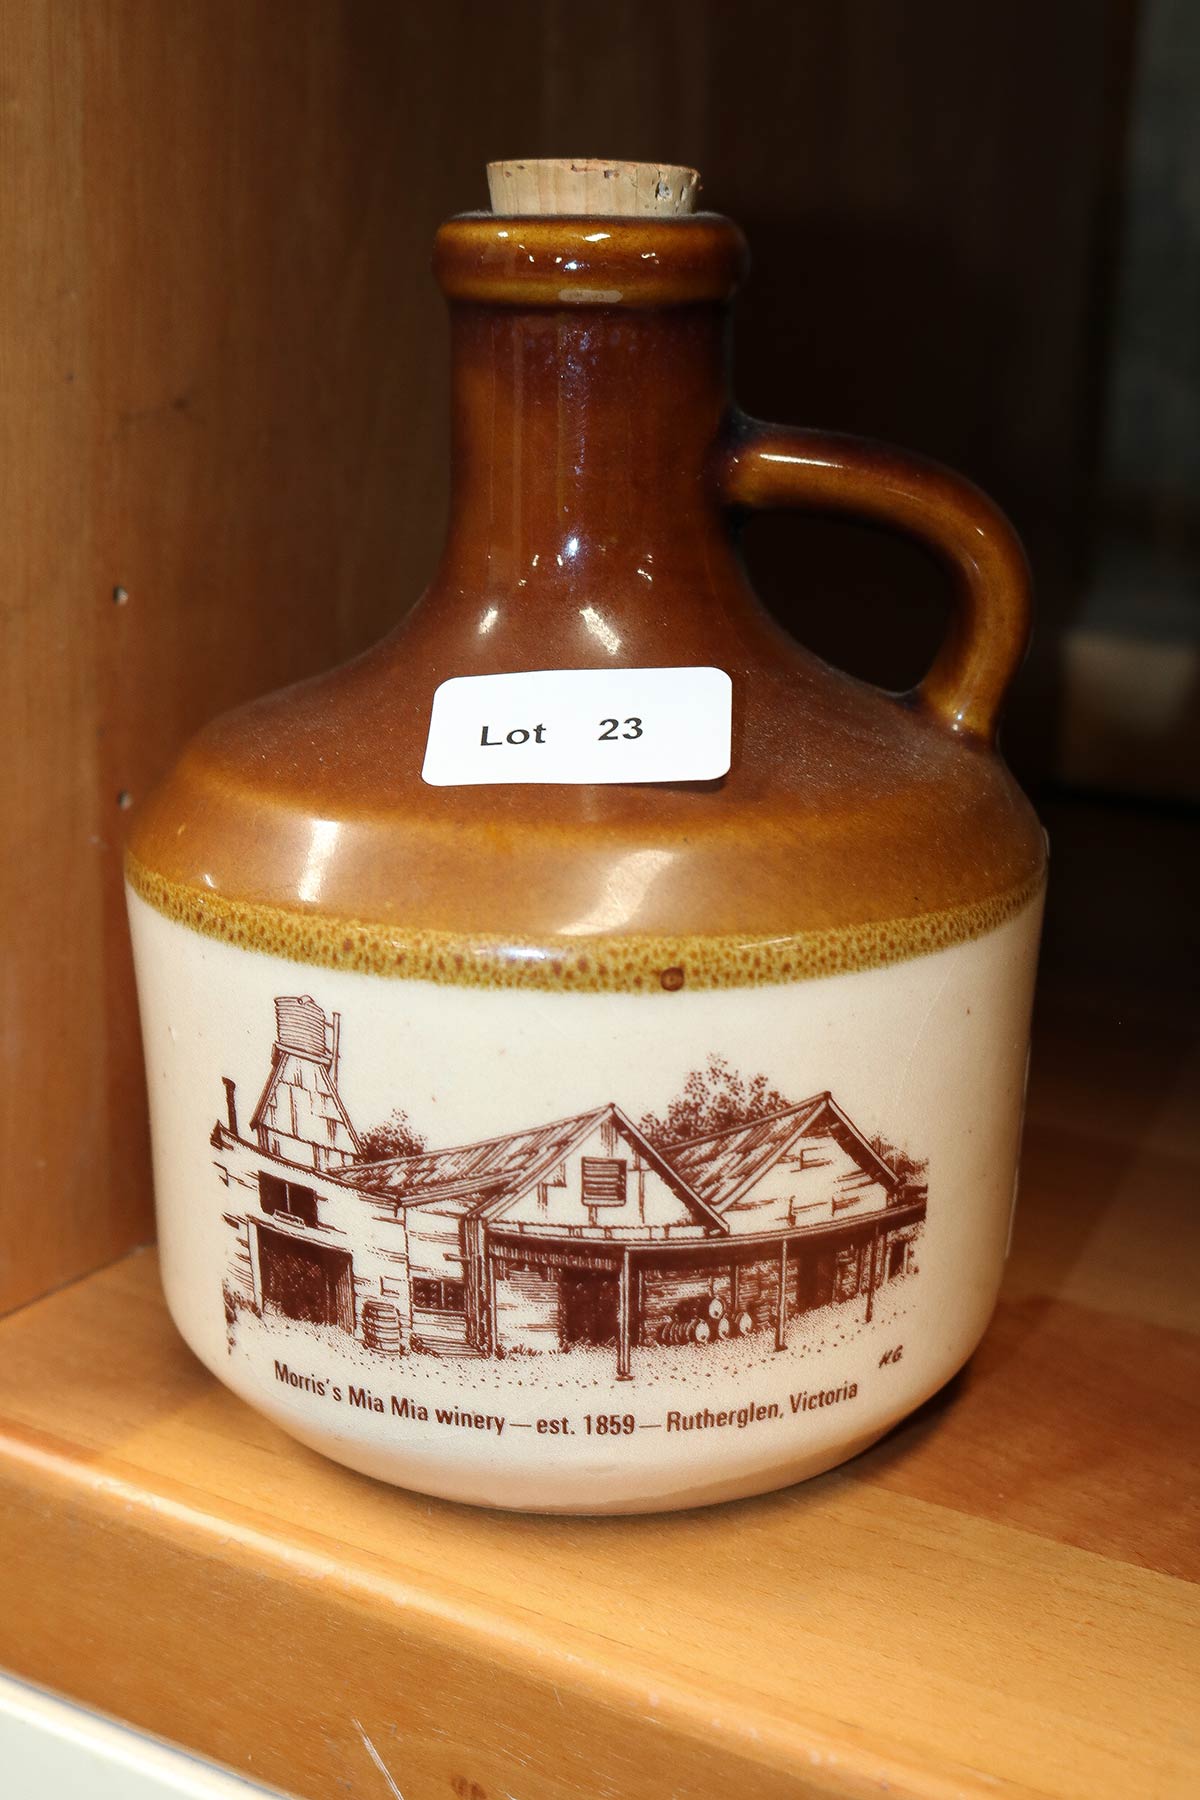 Lot 23
K.G.
Morris's Mia Mia winery — est. 1859 — Rutherglen, Victoria